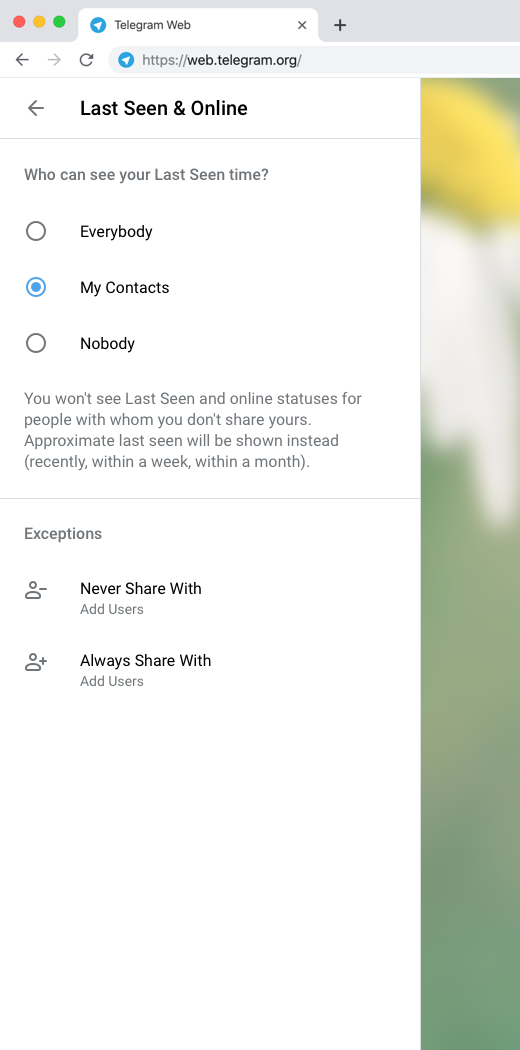 Telegram Web
https://web.telegram.org/
Last Seen & Online
Who can see your Last Seen time?
Everybody
My Contacts
Nobody
You won't see Last Seen and online statuses for
people with whom you don't share yours.
Approximate last seen will be shown instead
(recently, within a week, within a month).
Exceptions
Never Share With
Add Users
Always Share With
Add Users